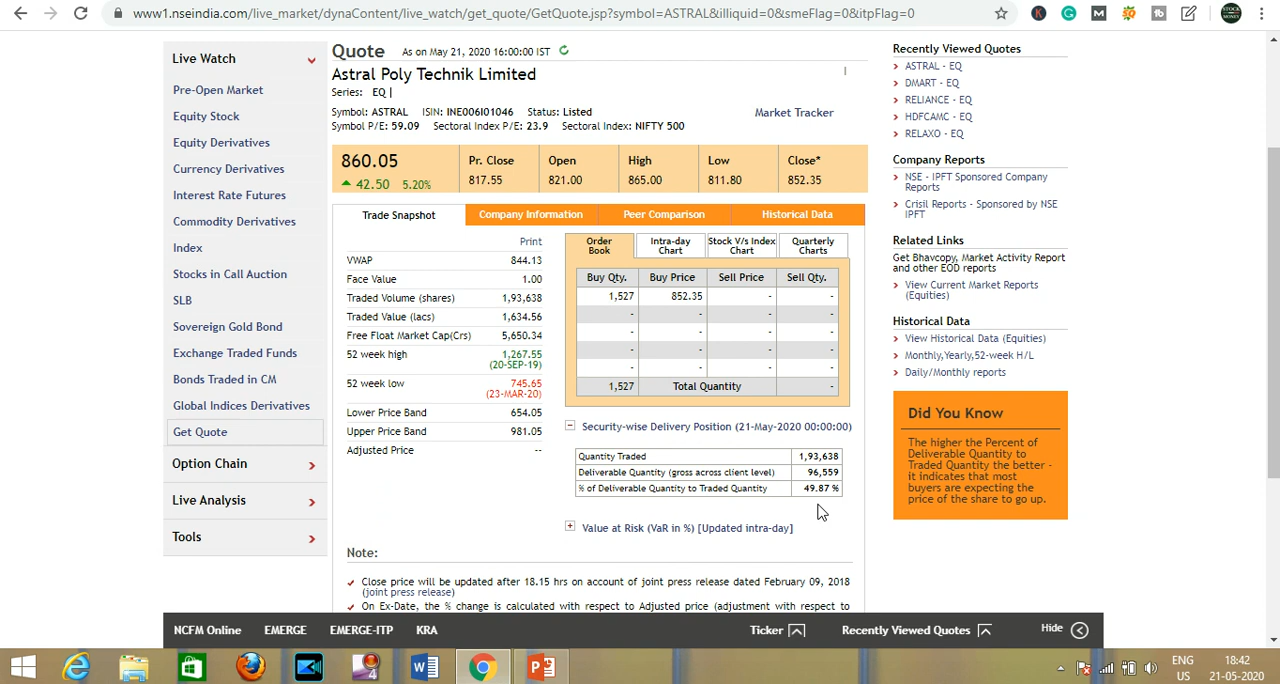 www1.nseindia.com/live_market/dynaContent/live_watch/get_quote/GetQuote.jsp?symbol=ASTRAL&illiquid=0&smeFlag=0&itpFlag=0
Live Watch
Pre-Open Market
Equity Stock
Equity Derivatives
Currency Derivatives
Interest Rate Futures
Commodity Derivatives
Index
Stocks in Call Auction
SLB
Sovereign Gold Bond
Exchange Traded Funds
Bonds Traded in CM
Global Indices Derivatives
Get Quote
Option Chain
Live Analysis
Tools
Quote As on May 21, 2020 16:00:00 IST
Astral Poly Technik Limited
Series: EQ |
Symbol: ASTRAL ISIN: INE006I01046 Status: Listed
Market Tracker
Symbol P/E: 59.09 Sectoral Index P/E: 23.9 Sectoral Index: NIFTY 500
860.05 Pr. Close Open High Low Close*
42.50 5.20% 817.55 821.00 865.00 811.80 852.35
Trade Snapshot Company Information Peer Comparison Historical Data
Print
VWAP 844.13
Face Value 1.00
Traded Volume (shares) 1,93,638
Traded Value (lacs) 1,634.56
Free Float Market Cap(Crs) 5,650.34
52 week high 1,267.55
(20-SEP-19)
52 week low 745.65
(23-MAR-20)
Lower Price Band 654.05
Upper Price Band 981.05
Adjusted Price --
Order Book
Intra-day Chart
Stock V/s Index Chart
Quarterly Charts
Buy Qty. Buy Price Sell Price Sell Qty.
1,527 852.35 - -
- - - -
- - - -
- - - -
- - - -
1,527 Total Quantity -
Security-wise Delivery Position (21-May-2020 00:00:00)
Quantity Traded 1,93,638
Deliverable Quantity (gross across client level) 96,559
% of Deliverable Quantity to Traded Quantity 49.87 %
Value at Risk (VaR in %) [Updated intra-day]
Note:
Close price will be updated after 18.15 hrs on account of joint press release dated February 09, 2018
(joint press release)
On Ex-Date, the % change is calculated with respect to Adjusted price (adjustment with respect to
Recently Viewed Quotes
ASTRAL - EQ
DMART - EQ
RELIANCE - EQ
HDFCAMC - EQ
RELAXO - EQ
Company Reports
NSE - IPFT Sponsored Company
Reports
Crisil Reports - Sponsored by NSE
IPFT
Related Links
Get Bhavcopy, Market Activity Report
and other EOD reports
View Current Market Reports
(Equities)
Historical Data
View Historical Data (Equities)
Monthly,Yearly,52-week H/L
Daily/Monthly reports
Did You Know
The higher the Percent of
Deliverable Quantity to
Traded Quantity the better -
it indicates that most
buyers are expecting the
price of the share to go up.
NCFM Online EMERGE EMERGE-ITP KRA Ticker Recently Viewed Quotes Hide
ENG 18:42
US 21-05-2020